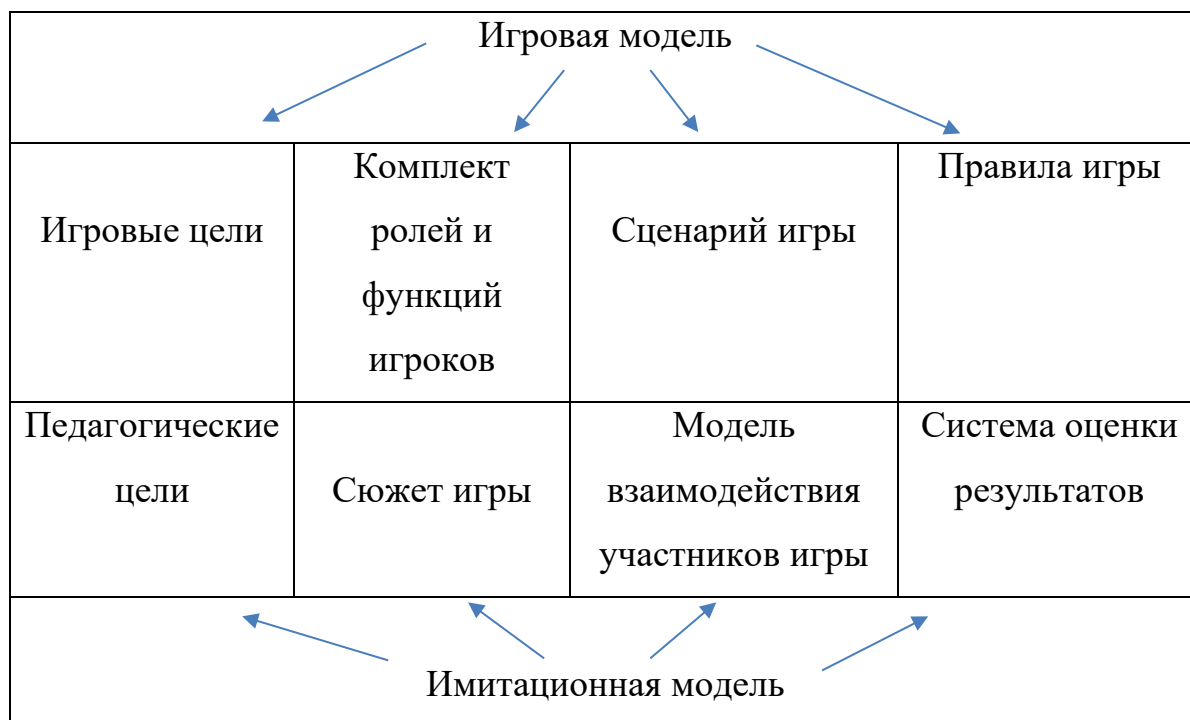 Игровая модель
Игровые цели
Комплект
ролей и
функций
игроков
Сценарий игры
Правила игры
Педагогические
цели
Сюжет игры
Модель
взаимодействия
участников игры
Система оценки
результатов
Имитационная модель